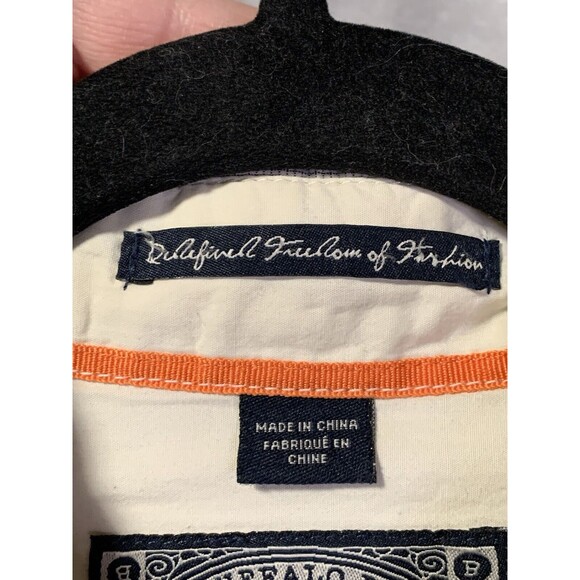 Redefined Freedom of Fashion
MADE IN CHINA
FABRIQUÉ EN
CHINE
B B